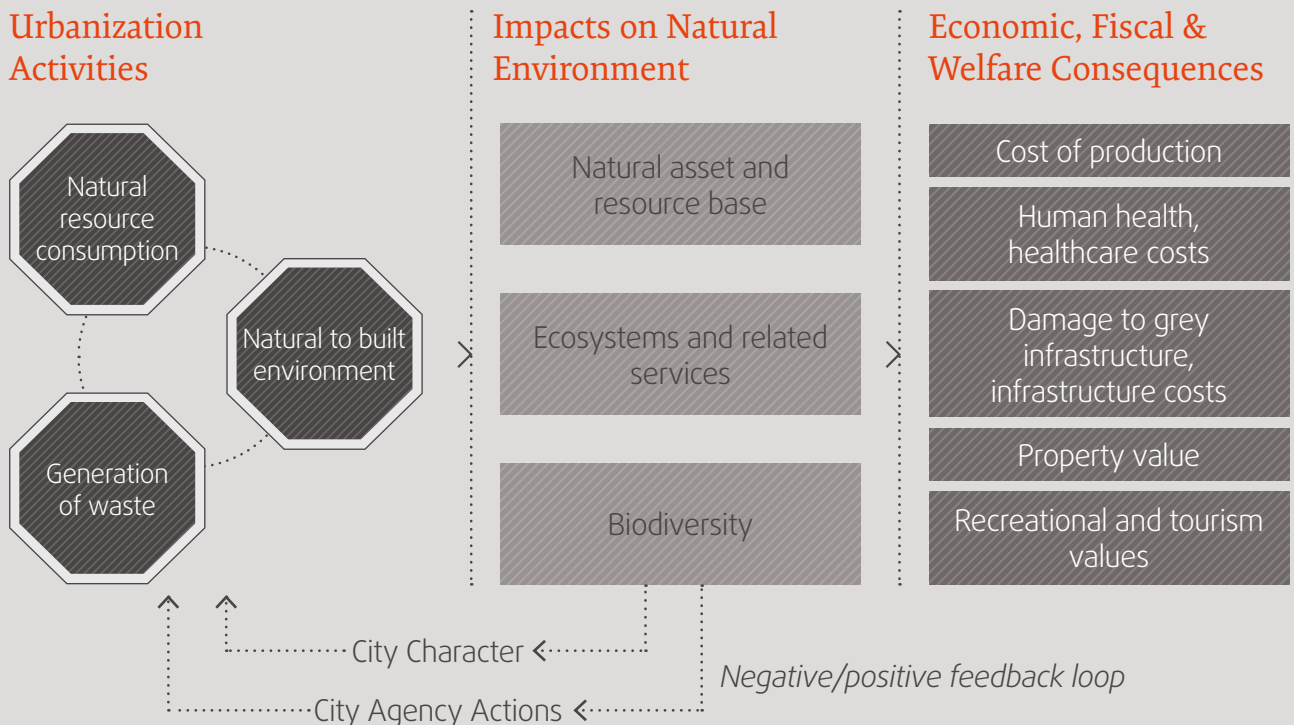 Urbanization
Activities
Natural
resource
consumption
Natural to built
environment
Generation
of waste
Impacts on Natural
Environment
Natural asset and
resource base
Ecosystems and related
services
Biodiversity
Economic, Fiscal &
Welfare Consequences
Cost of production
Human health,
healthcare costs
Damage to grey
infrastructure,
infrastructure costs
Property value
Recreational and tourism
values
City Character
Negative/positive feedback loop
City Agency Actions